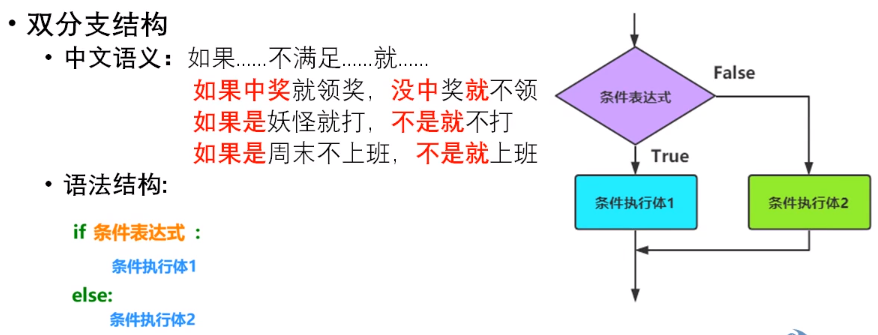 • 双分支结构
• 中文语义：如果......不满足......就......
如果中奖就领奖，没中奖就不领
如果是妖怪就打，不是就不打
如果是周末不上班，不是就上班
• 语法结构:
if 条件表达式 :
条件执行体1
else:
条件执行体2
条件表达式
False
True
条件执行体1
条件执行体2